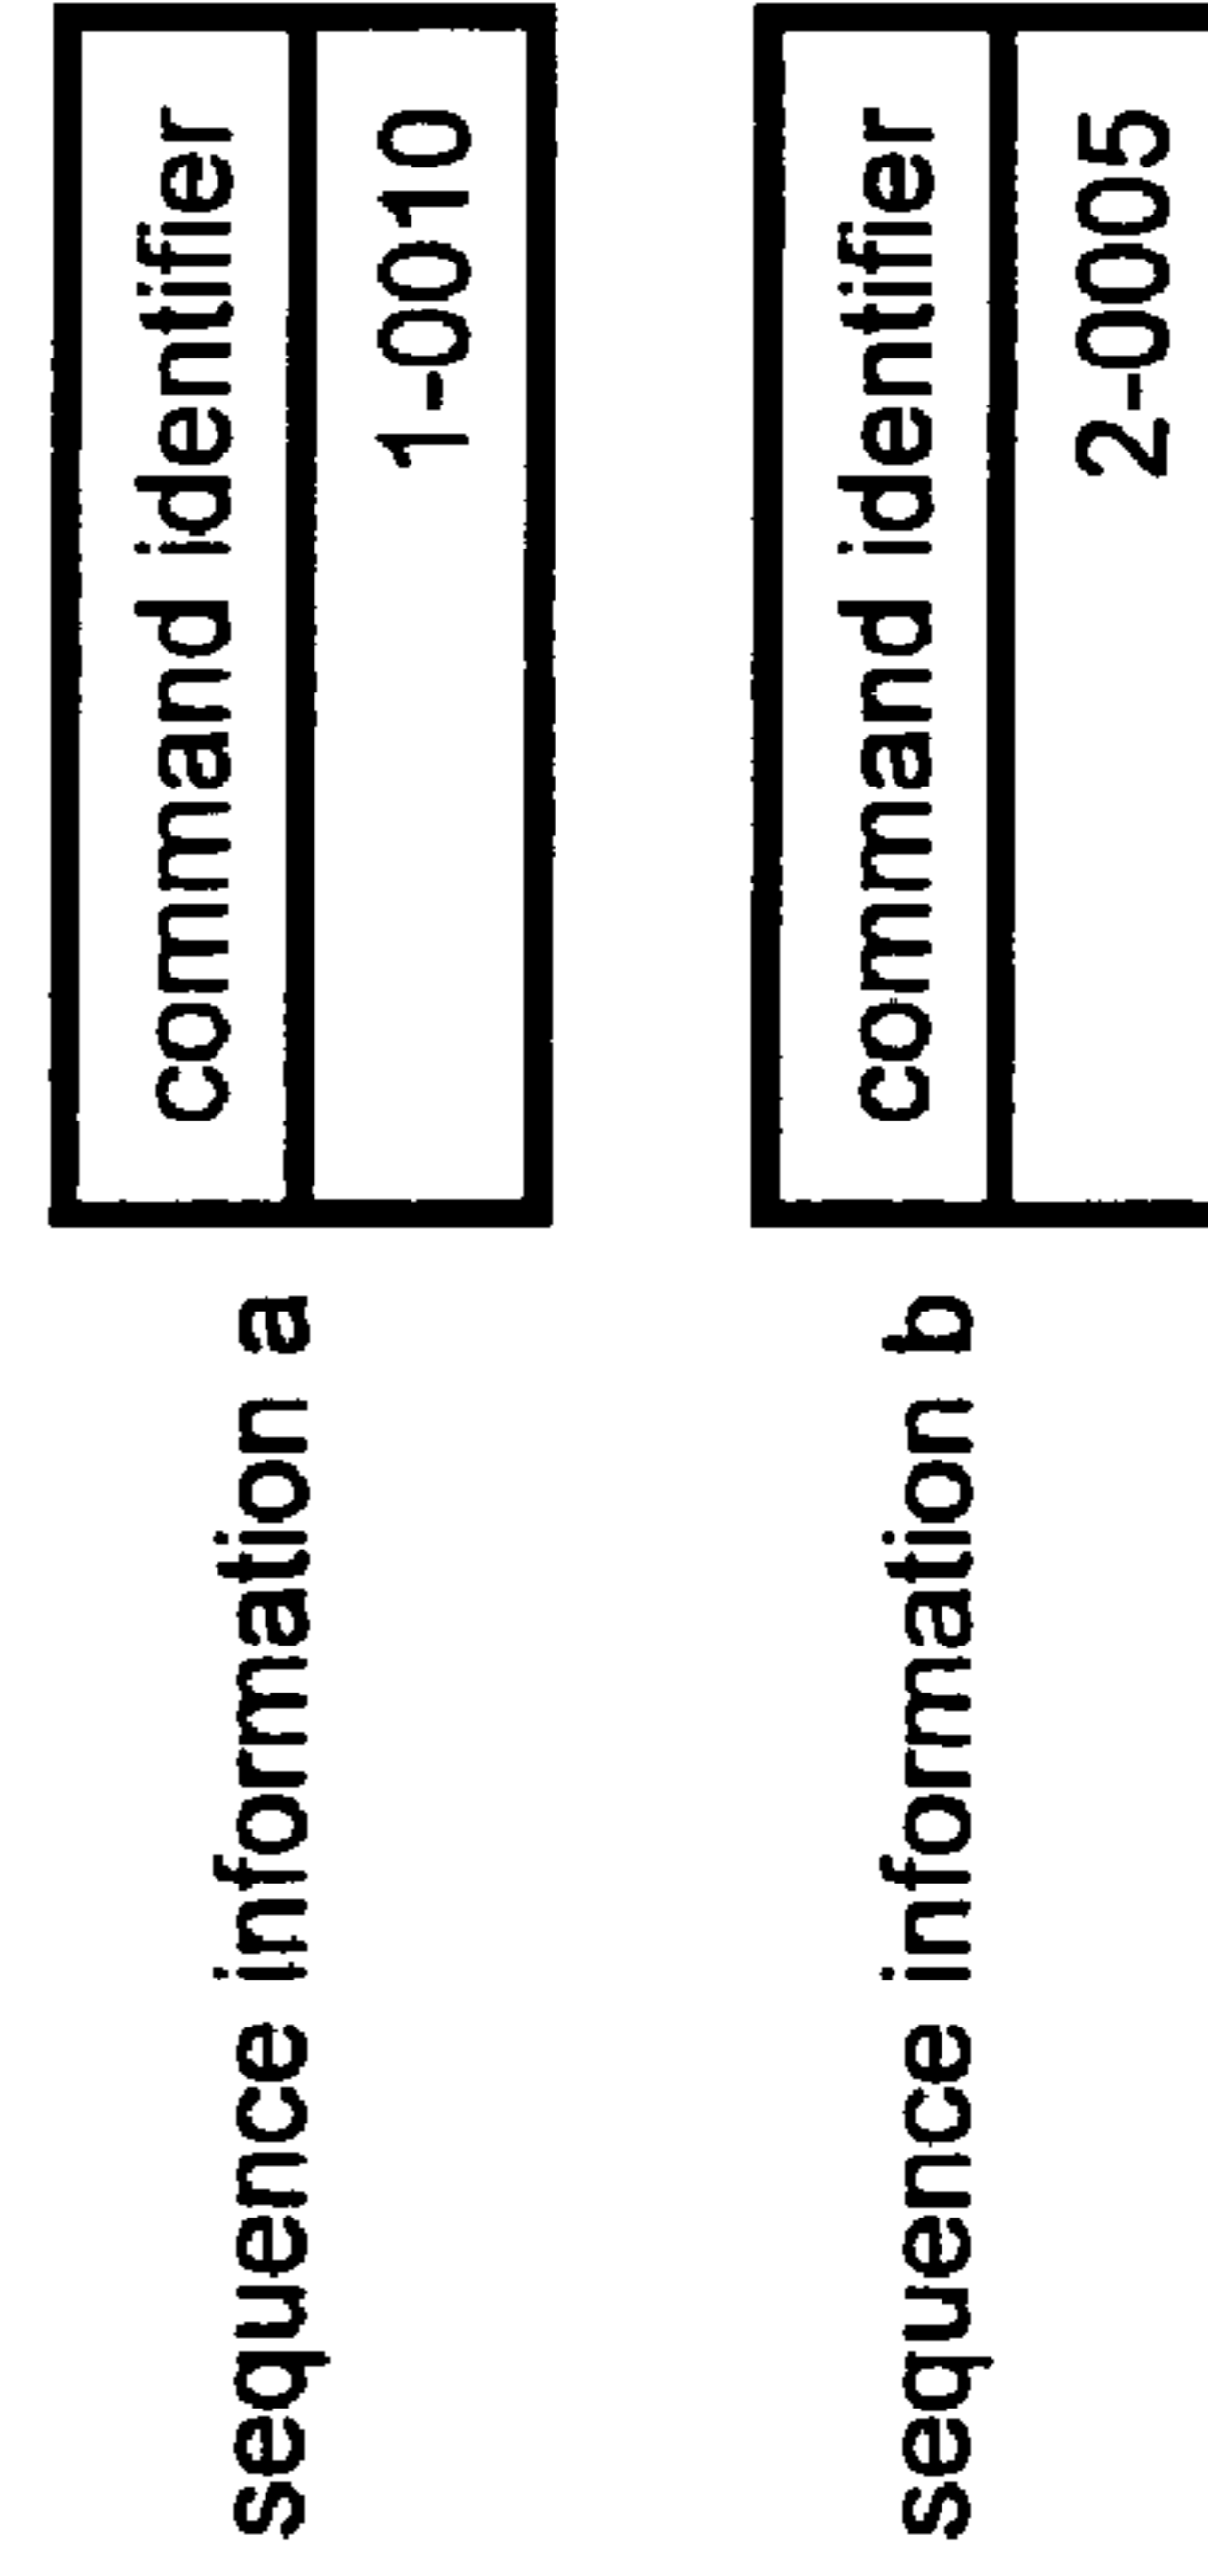 sequence information a
command identifier
1-0010
sequence information b
command identifier
2-0005